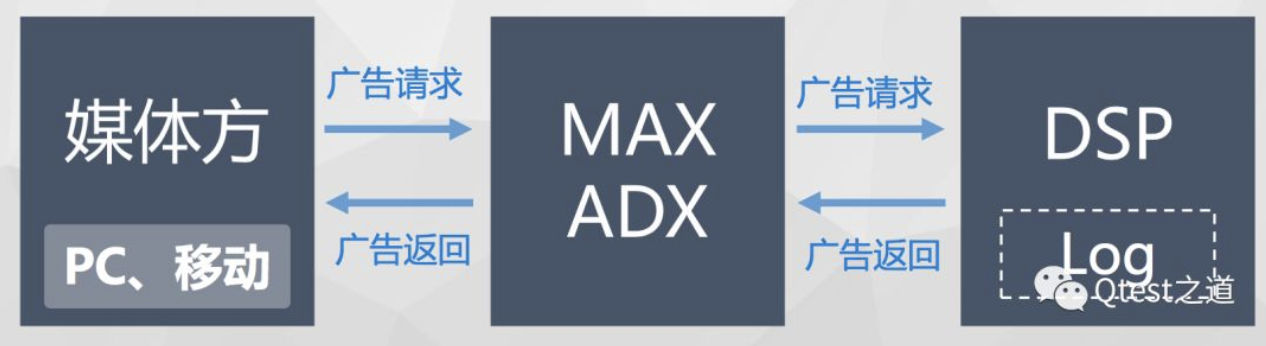 媒体方
PC、移动
广告请求
广告返回
MAX
ADX
广告请求
广告返回
DSP
Log
Qtest之道